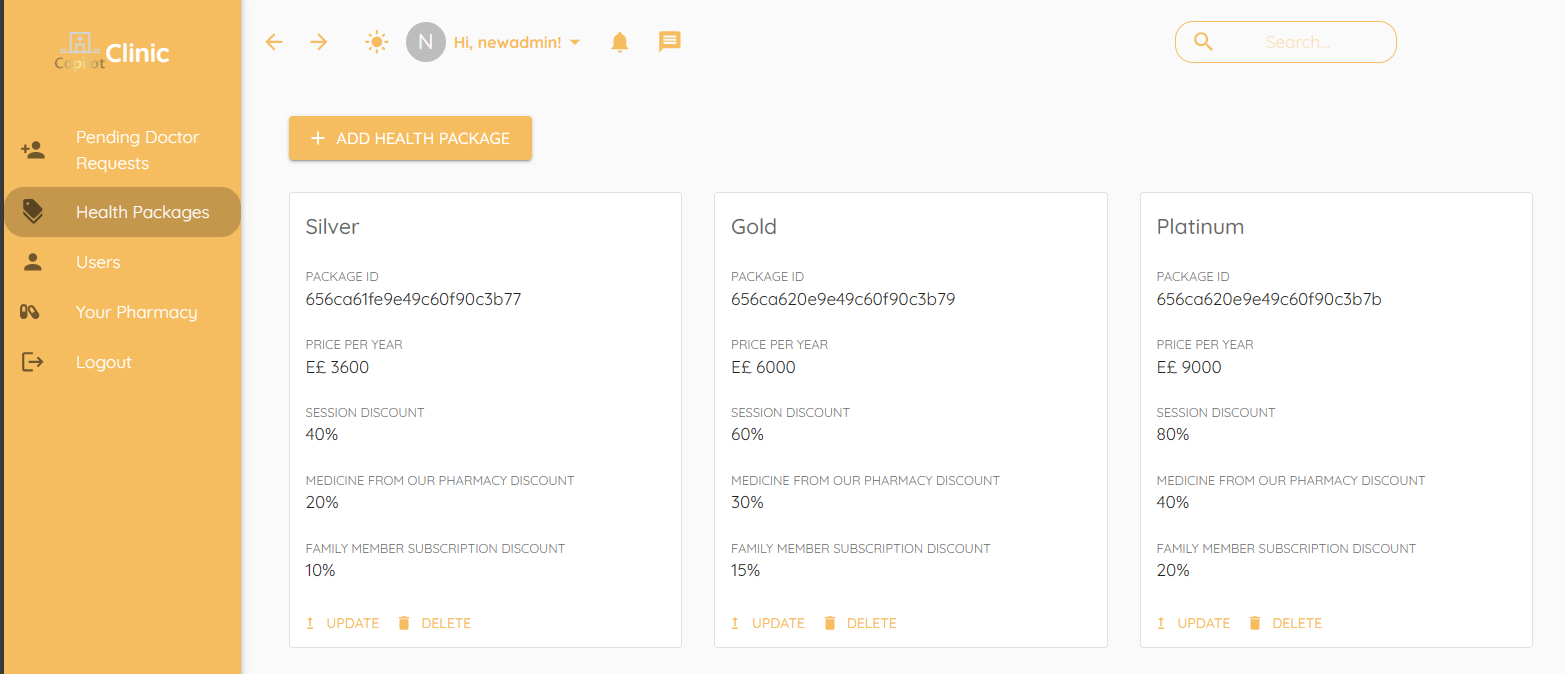 Copilot Clinic
Pending Doctor
Requests
Health Packages
Users
Your Pharmacy
Logout
N Hi, newadmin!
Search...
+ ADD HEALTH PACKAGE
Silver
PACKAGE ID
656ca61fe9e49c60f90c3b77
PRICE PER YEAR
E£ 3600
SESSION DISCOUNT
40%
MEDICINE FROM OUR PHARMACY DISCOUNT
20%
FAMILY MEMBER SUBSCRIPTION DISCOUNT
10%
UPDATE DELETE
Gold
PACKAGE ID
656ca620e9e49c60f90c3b79
PRICE PER YEAR
E£ 6000
SESSION DISCOUNT
60%
MEDICINE FROM OUR PHARMACY DISCOUNT
30%
FAMILY MEMBER SUBSCRIPTION DISCOUNT
15%
UPDATE DELETE
Platinum
PACKAGE ID
656ca620e9e49c60f90c3b7b
PRICE PER YEAR
E£ 9000
SESSION DISCOUNT
80%
MEDICINE FROM OUR PHARMACY DISCOUNT
40%
FAMILY MEMBER SUBSCRIPTION DISCOUNT
20%
UPDATE DELETE